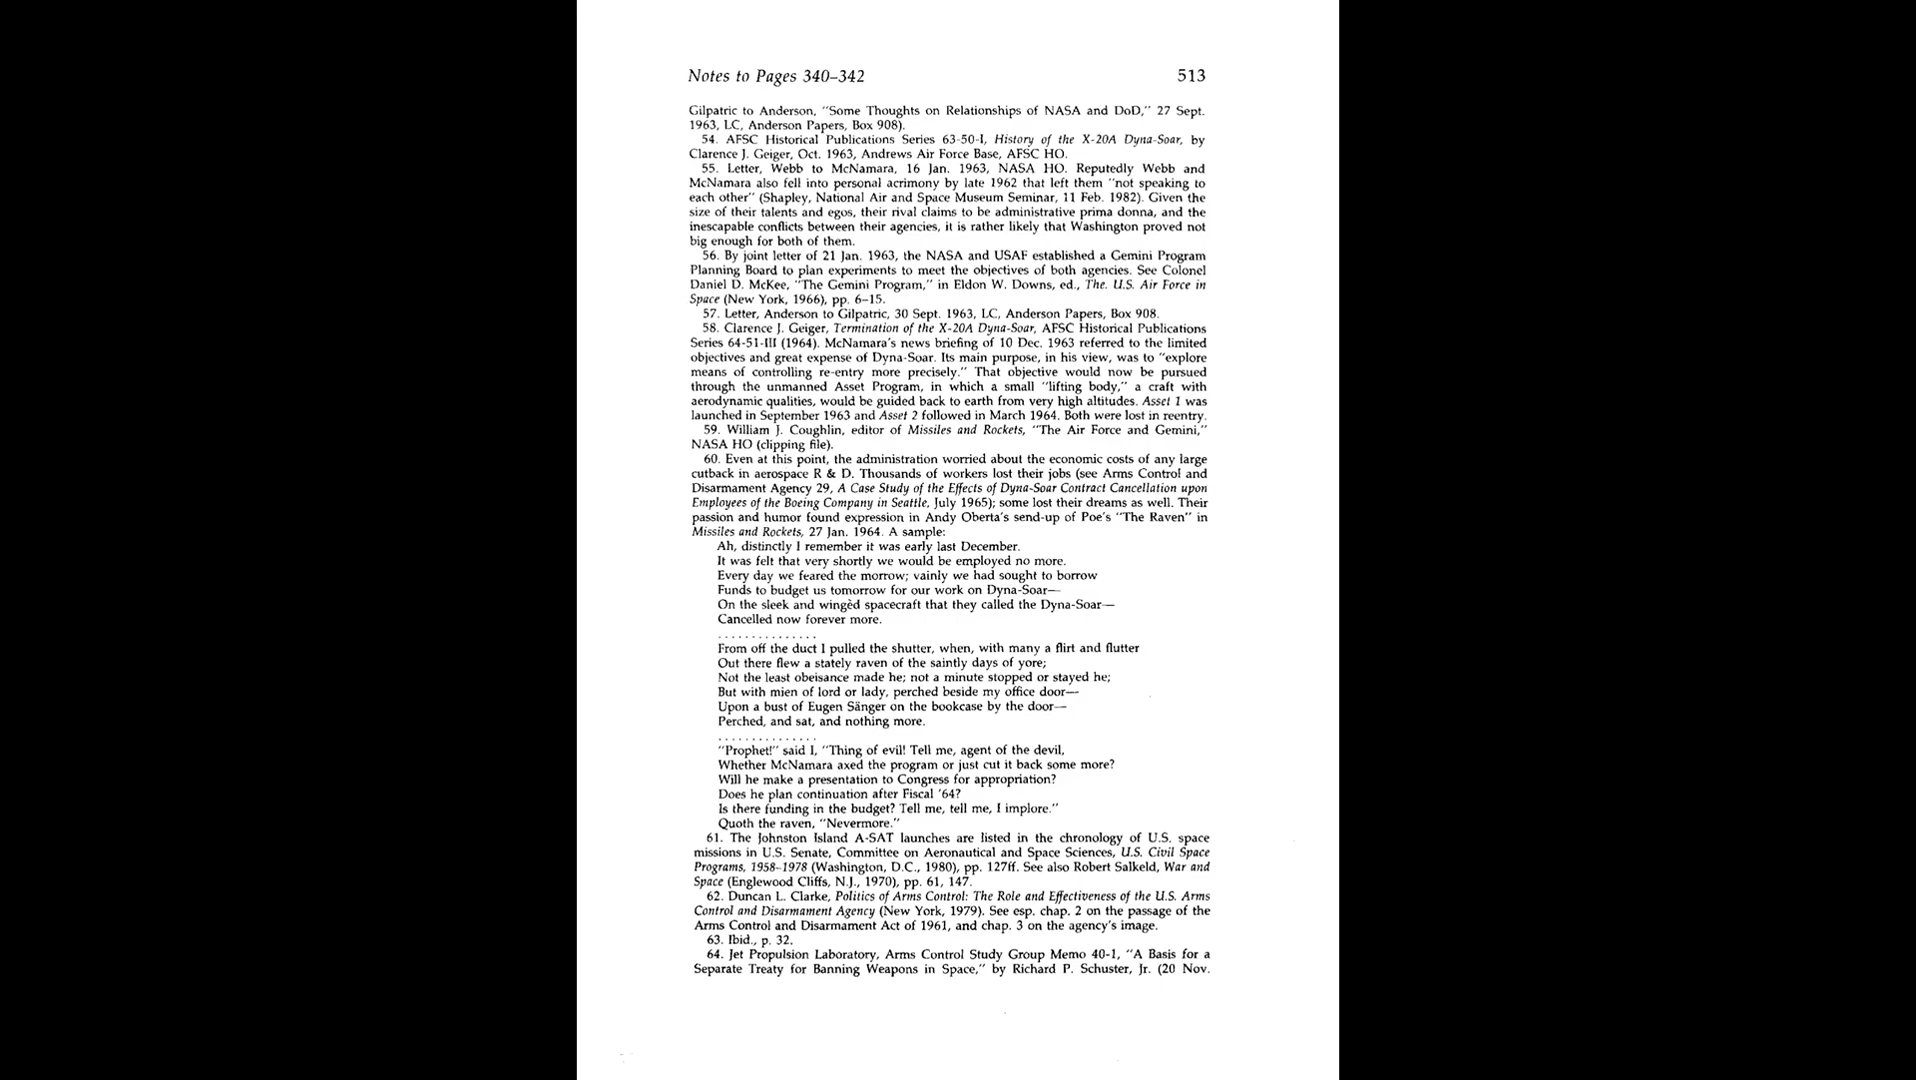 Notes to Pages 340–342 513
Gilpatric to Anderson, "Some Thoughts on Relationships of NASA and DoD," 27 Sept.
1963, LC, Anderson Papers, Box 908).
54. AFSC Historical Publications Series 63-50-I, History of the X-20A Dyna-Soar, by
Clarence J. Geiger, Oct. 1963, Andrews Air Force Base, AFSC HO.
55. Letter, Webb to McNamara, 16 Jan. 1963, NASA HO. Reputedly Webb and
McNamara also fell into personal acrimony by late 1962 that left them "not speaking to
each other" (Shapley, National Air and Space Museum Seminar, 11 Feb. 1982). Given the
size of their talents and egos, their rival claims to be administrative prima donna, and the
inescapable conflicts between their agencies, it is rather likely that Washington proved not
big enough for both of them.
56. By joint letter of 21 Jan. 1963, the NASA and USAF established a Gemini Program
Planning Board to plan experiments to meet the objectives of both agencies. See Colonel
Daniel D. McKee, "The Gemini Program," in Eldon W. Downs, ed., The. U.S. Air Force in
Space (New York, 1966), pp. 6–15.
57. Letter, Anderson to Gilpatric, 30 Sept. 1963, LC, Anderson Papers, Box 908.
58. Clarence J. Geiger, Termination of the X-20A Dyna-Soar, AFSC Historical Publications
Series 64-51-III (1964). McNamara's news briefing of 10 Dec. 1963 referred to the limited
objectives and great expense of Dyna-Soar. Its main purpose, in his view, was to "explore
means of controlling re-entry more precisely." That objective would now be pursued
through the unmanned Asset Program, in which a small "lifting body," a craft with
aerodynamic qualities, would be guided back to earth from very high altitudes. Asset 1 was
launched in September 1963 and Asset 2 followed in March 1964. Both were lost in reentry.
59. William J. Coughlin, editor of Missiles and Rockets, "The Air Force and Gemini,"
NASA HO (clipping file).
60. Even at this point, the administration worried about the economic costs of any large
cutback in aerospace R & D. Thousands of workers lost their jobs (see Arms Control and
Disarmament Agency 29, A Case Study of the Effects of Dyna-Soar Contract Cancellation upon
Employees of the Boeing Company in Seattle, July 1965); some lost their dreams as well. Their
passion and humor found expression in Andy Oberta's send-up of Poe's "The Raven" in
Missiles and Rockets, 27 Jan. 1964. A sample:
Ah, distinctly I remember it was early last December.
It was felt that very shortly we would be employed no more.
Every day we feared the morrow; vainly we had sought to borrow
Funds to budget us tomorrow for our work on Dyna-Soar—
On the sleek and wingèd spacecraft that they called the Dyna-Soar—
Cancelled now forever more.
. . . . . . . . . . . . . .
From off the duct I pulled the shutter, when, with many a flirt and flutter
Out there flew a stately raven of the saintly days of yore;
Not the least obeisance made he; not a minute stopped or stayed he;
But with mien of lord or lady, perched beside my office door—
Upon a bust of Eugen Sänger on the bookcase by the door—
Perched, and sat, and nothing more.
. . . . . . . . . . . . . .
"Prophet!" said I, "Thing of evil! Tell me, agent of the devil,
Whether McNamara axed the program or just cut it back some more?
Will he make a presentation to Congress for appropriation?
Does he plan continuation after Fiscal '64?
Is there funding in the budget? Tell me, tell me, I implore."
Quoth the raven, "Nevermore."
61. The Johnston Island A-SAT launches are listed in the chronology of U.S. space
missions in U.S. Senate, Committee on Aeronautical and Space Sciences, U.S. Civil Space
Programs, 1958–1978 (Washington, D.C., 1980), pp. 127ff. See also Robert Salkeld, War and
Space (Englewood Cliffs, N.J., 1970), pp. 61, 147.
62. Duncan L. Clarke, Politics of Arms Control: The Role and Effectiveness of the U.S. Arms
Control and Disarmament Agency (New York, 1979). See esp. chap. 2 on the passage of the
Arms Control and Disarmament Act of 1961, and chap. 3 on the agency's image.
63. Ibid., p. 32.
64. Jet Propulsion Laboratory, Arms Control Study Group Memo 40-1, "A Basis for a
Separate Treaty for Banning Weapons in Space," by Richard P. Schuster, Jr. (20 Nov.